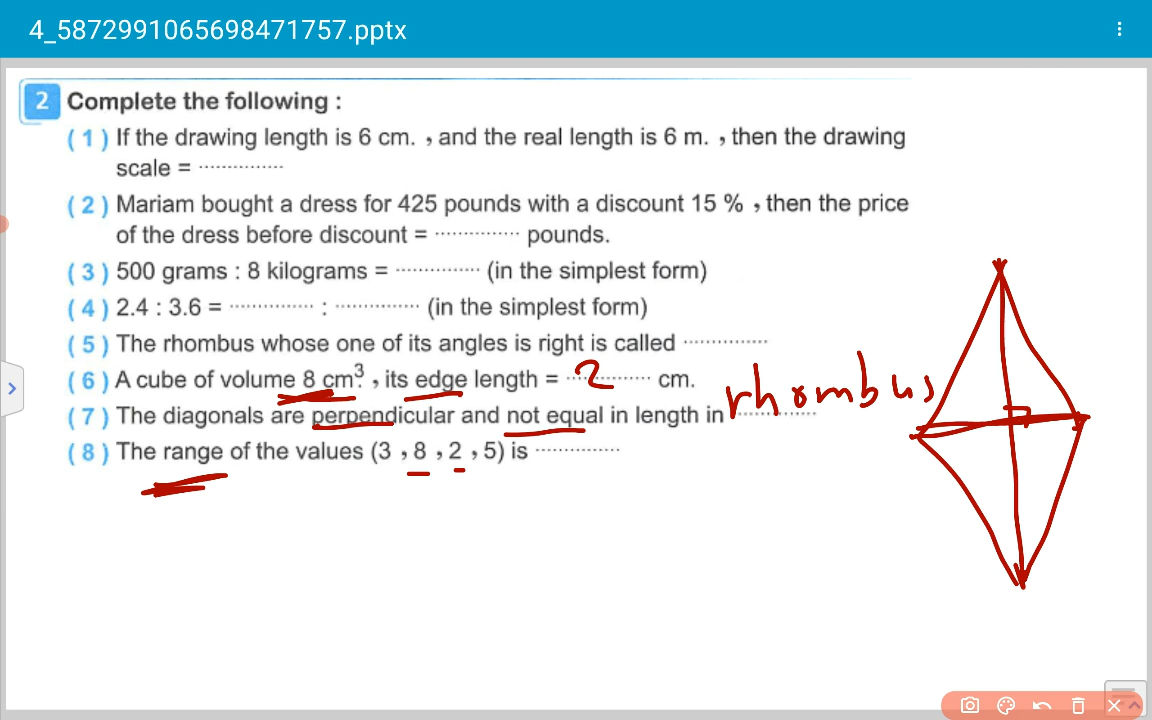 4_5872991065698471757.pptx
2 Complete the following :
( 1 ) If the drawing length is 6 cm. , and the real length is 6 m. , then the drawing
scale = ..............
( 2 ) Mariam bought a dress for 425 pounds with a discount 15 % , then the price
of the dress before discount = .............. pounds.
( 3 ) 500 grams : 8 kilograms = .............. (in the simplest form)
( 4 ) 2.4 : 3.6 = .............. : .............. (in the simplest form)
( 5 ) The rhombus whose one of its angles is right is called ..............
( 6 ) A cube of volume 8 cm³. , its edge length = 2 cm.
( 7 ) The diagonals are perpendicular and not equal in length in rhombus
( 8 ) The range of the values (3 , 8 , 2 , 5) is ..............